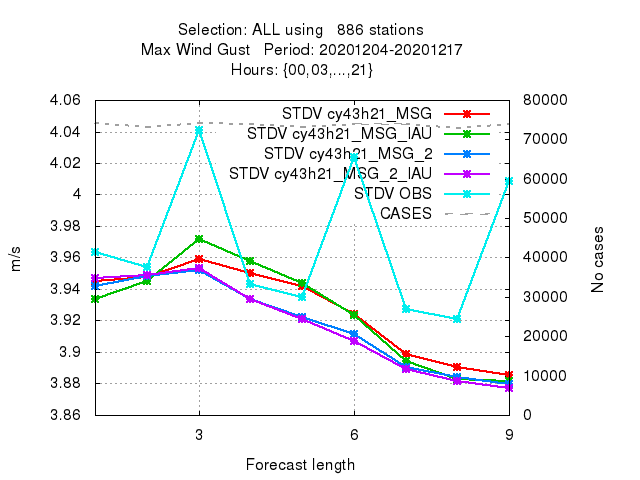 Selection: ALL using   886 stations
Max Wind Gust   Period: 20201204-20201217
Hours: {00,03,...,21}
4.06
4.04
4.02
4
3.98
3.96
3.94
3.92
3.9
3.88
3.86
m/s
STDV cy43h21_MSG
STDV cy43h21_MSG_IAU
STDV cy43h21_MSG_2
STDV cy43h21_MSG_2_IAU
STDV OBS
CASES
80000
70000
60000
50000
40000
30000
20000
10000
0
No cases
3 6 9
Forecast length